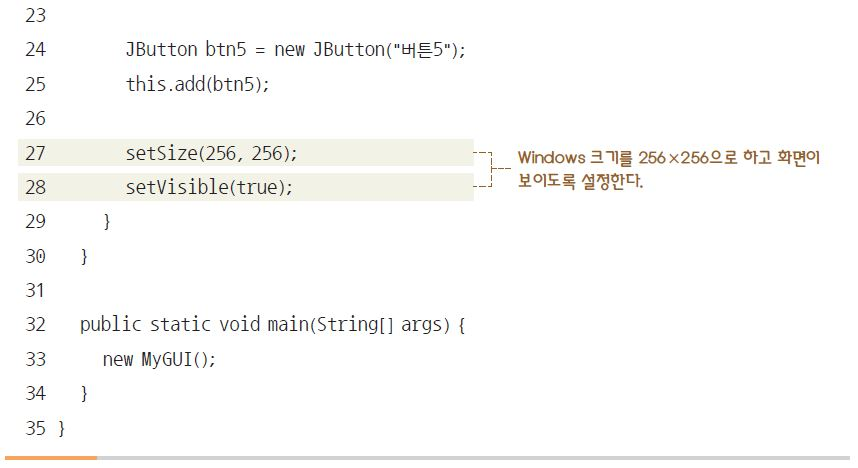 23
24 JButton btn5 = new JButton("버튼5");
25 this.add(btn5);
26
27 setSize(256, 256);
28 setVisible(true);
Windows 크기를 256×256으로 하고 화면이
보이도록 설정한다.
29 }
30 }
31
32 public static void main(String[] args) {
33 new MyGUI();
34 }
35 }